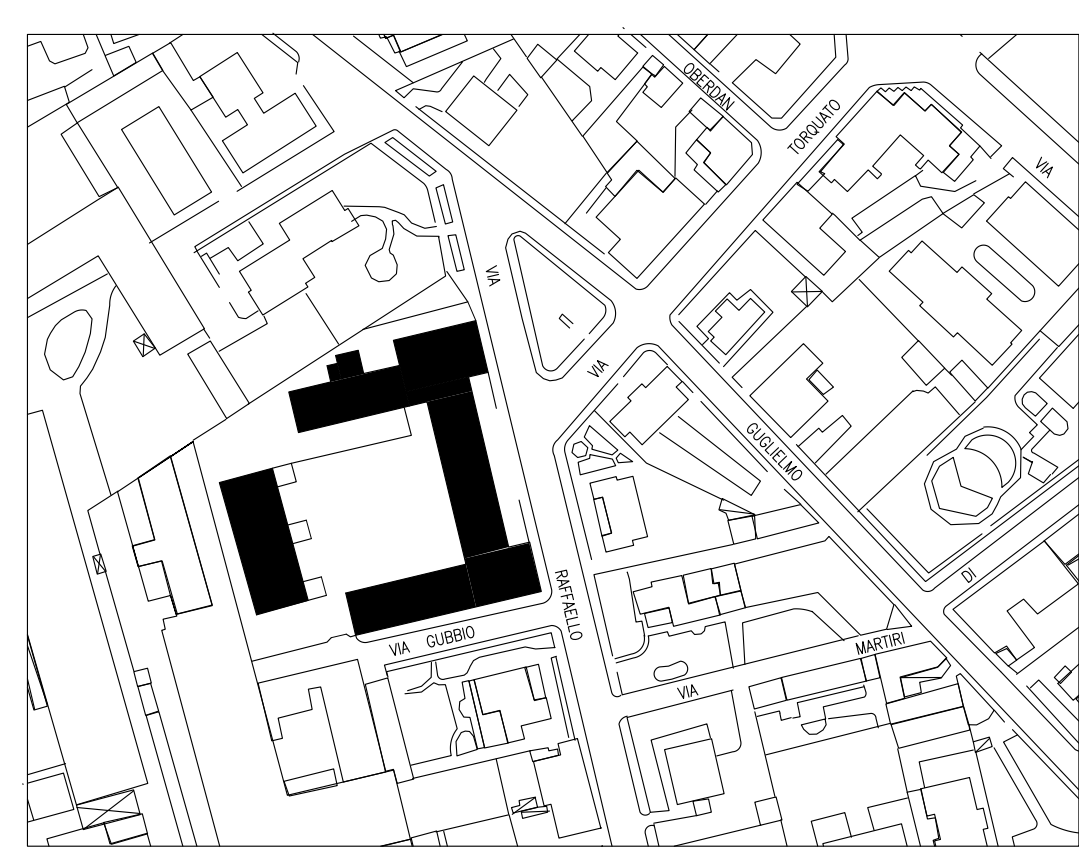 OBERDAN
TORQUATO
VIA
VIA
VIA
GUGLIELMO
DI
RAFFAELLO
VIA GUBBIO
MARTIRI
VIA